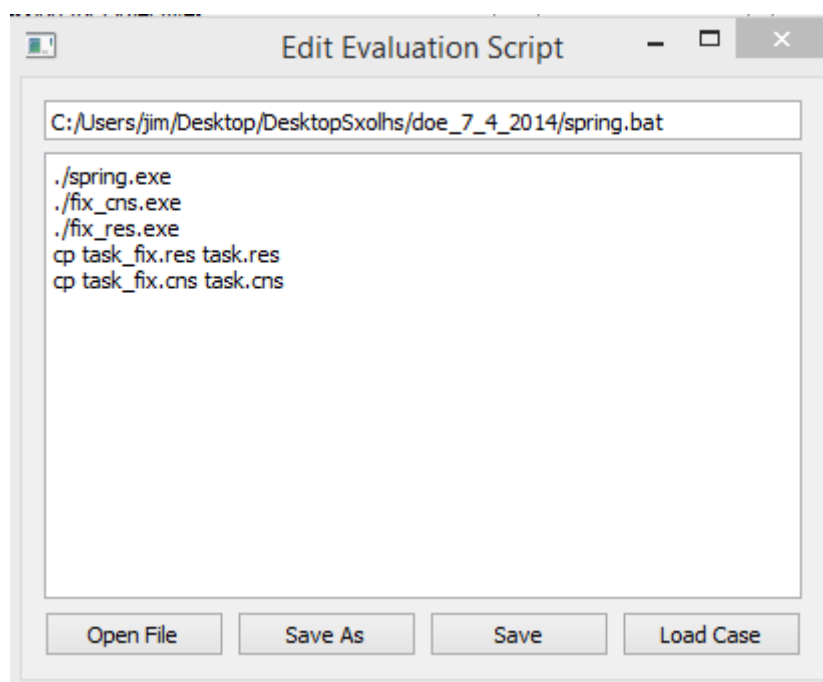 Edit Evaluation Script
C:/Users/jim/Desktop/DesktopSxolhs/doe_7_4_2014/spring.bat
./spring.exe
./fix_cns.exe
./fix_res.exe
cp task_fix.res task.res
cp task_fix.cns task.cns
Open File Save As Save Load Case